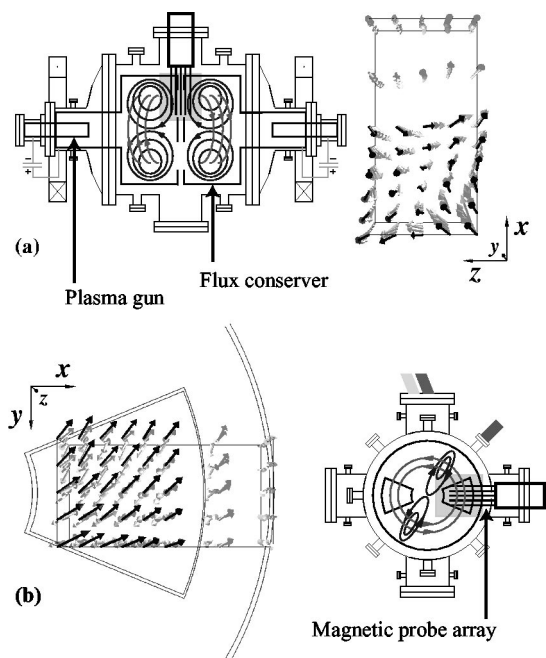 − −
+ +
(a)
Plasma gun
Flux conserver
x
y
z
x
z
y
(b)
Magnetic probe array